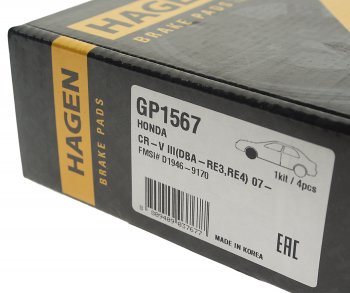 HAGEN
BRAKE PADS
HAGEN
BRAKE PADS
GP1567
HONDA
CR-V III(DBA-RE3,RE4) 07-
FMSI# D1946-9170
1kit / 4pcs
MADE IN KOREA
EAC